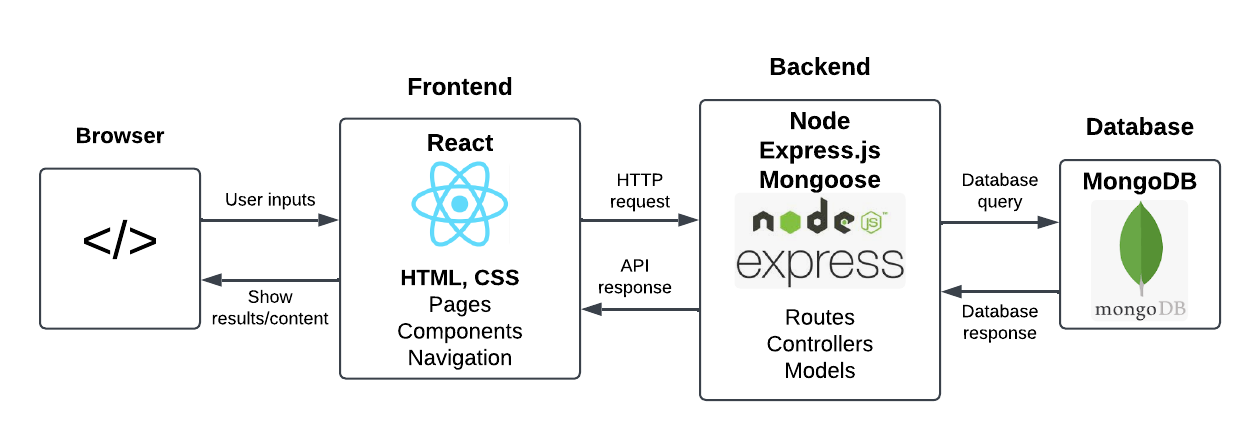 Browser
</>
User inputs
Show
results/content
Frontend
React
HTML, CSS
Pages
Components
Navigation
HTTP
request
API
response
Backend
Node
Express.js
Mongoose
node JS™
express
Routes
Controllers
Models
Database
query
Database
response
Database
MongoDB
mongoDB